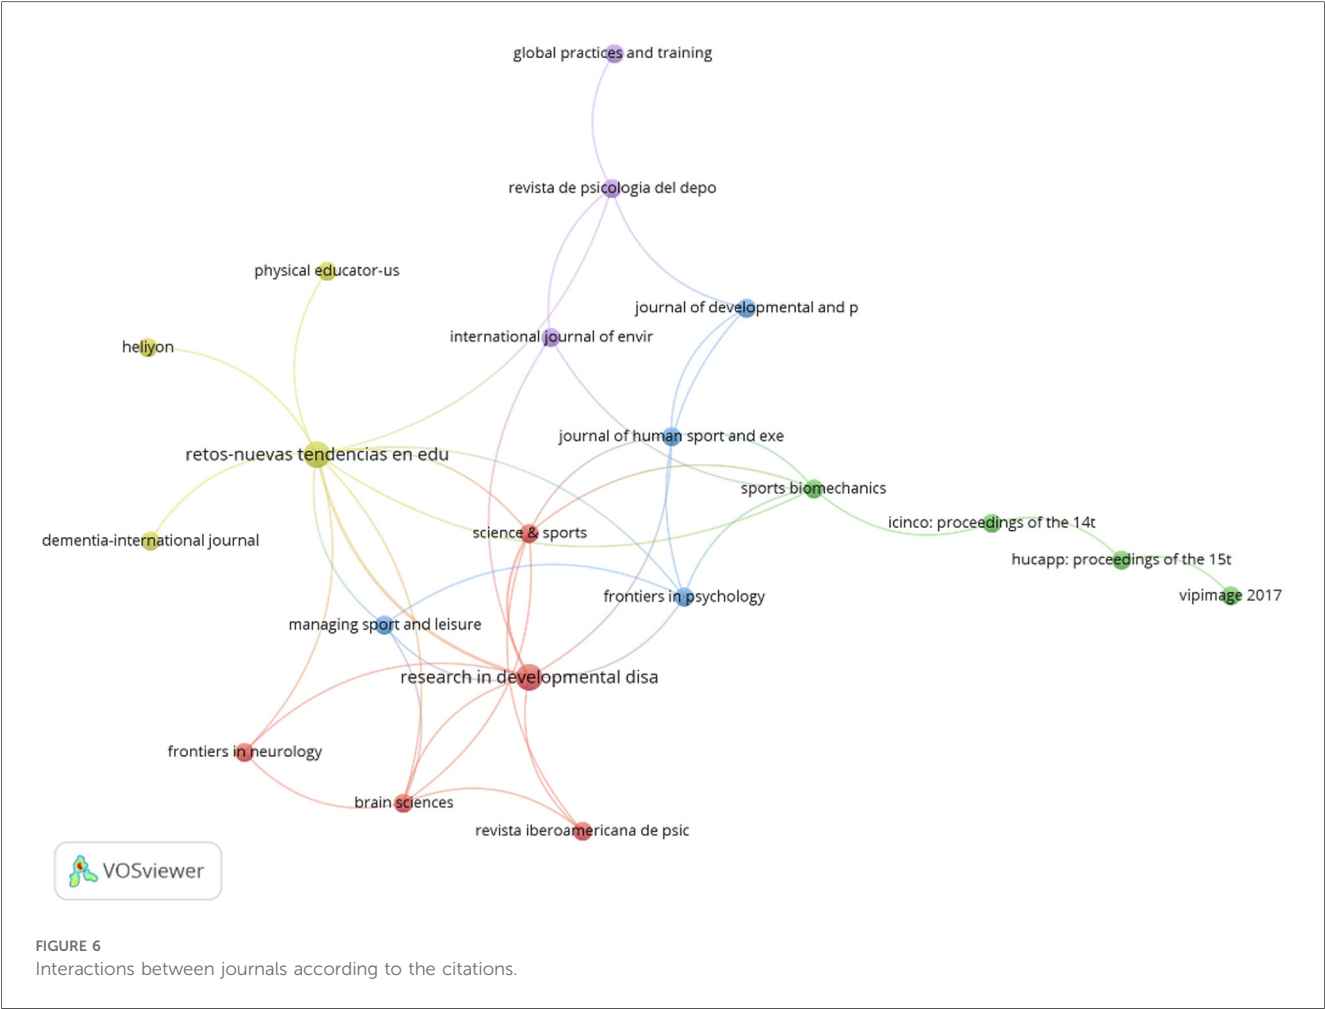 global practices and training
revista de psicologia del depo
physical educator-us
journal of developmental and p
international journal of envir
heliyon
journal of human sport and exe
retos-nuevas tendencias en edu
sports biomechanics
icinco: proceedings of the 14t
science & sports
dementia-international journal
hucapp: proceedings of the 15t
frontiers in psychology
vipimage 2017
managing sport and leisure
research in developmental disa
frontiers in neurology
brain sciences
revista iberoamericana de psic
VOSviewer
FIGURE 6
Interactions between journals according to the citations.